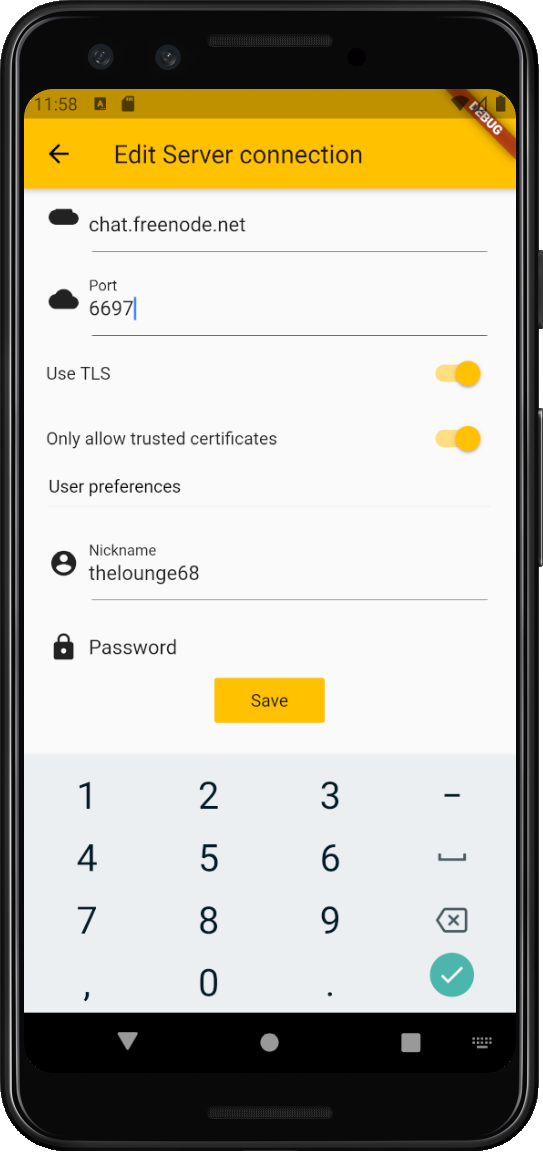 11:58
DEBUG
Edit Server connection
chat.freenode.net
Port
6697
Use TLS
Only allow trusted certificates
User preferences
Nickname
thelounge68
Password
Save
1 2 3 -
4 5 6
7 8 9
, 0 .